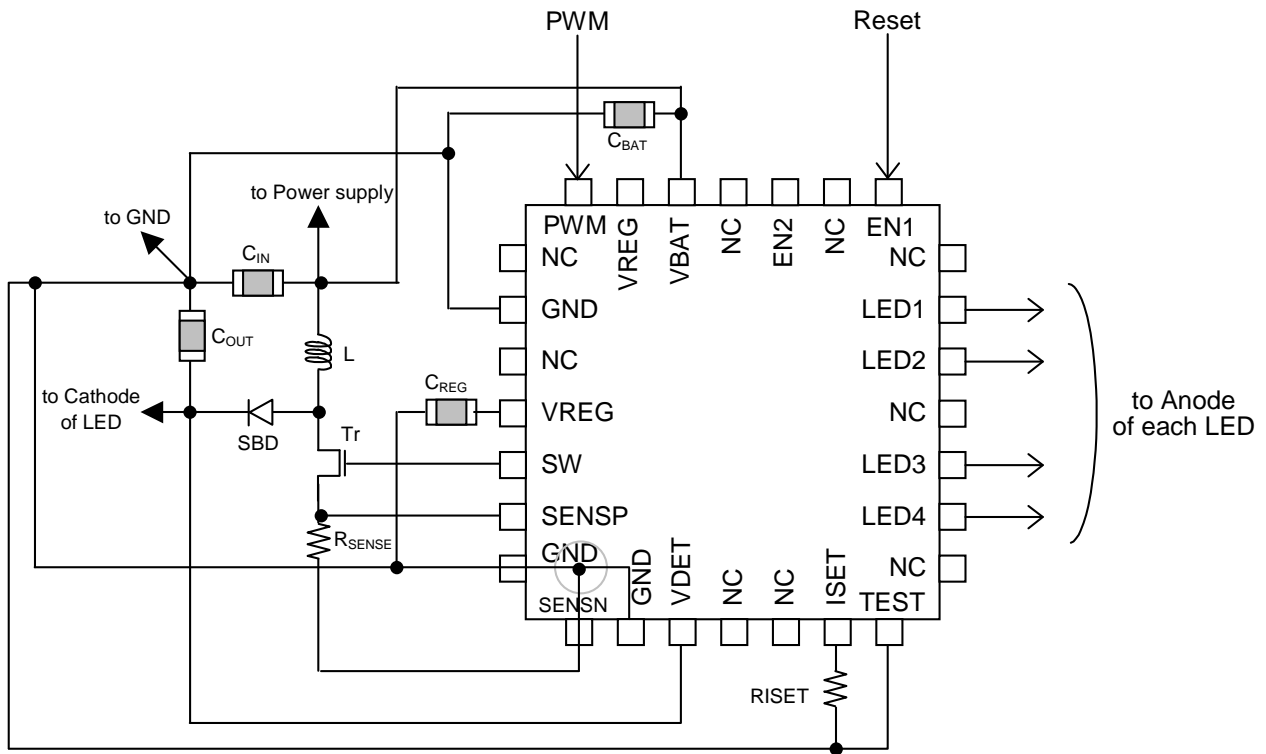 PWM
Reset
CBAT
to Power supply
to GND
CIN
COUT
L
CREG
to Cathode
of LED
SBD
Tr
RSENSE
PWM
VREG
VBAT
NC
EN2
NC
EN1
NC
GND
NC
VREG
SW
SENSP
GND
SENSN
GND
VDET
NC
NC
ISET
TEST
NC
LED1
LED2
NC
LED3
LED4
NC
to Anode
of each LED
RISET